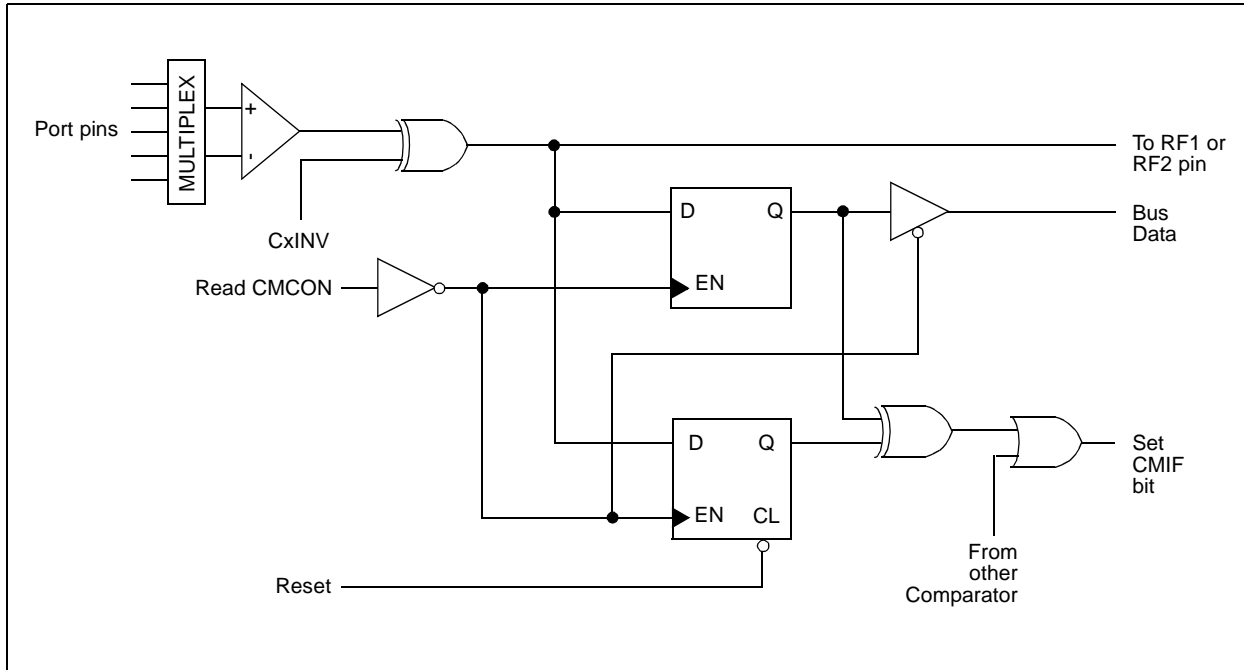 MULTIPLEX
Port pins
+
-
CxINV
To RF1 or
RF2 pin
D
Q
EN
Bus
Data
Read CMCON
D
Q
EN
CL
Set
CMIF
bit
From
other
Comparator
Reset